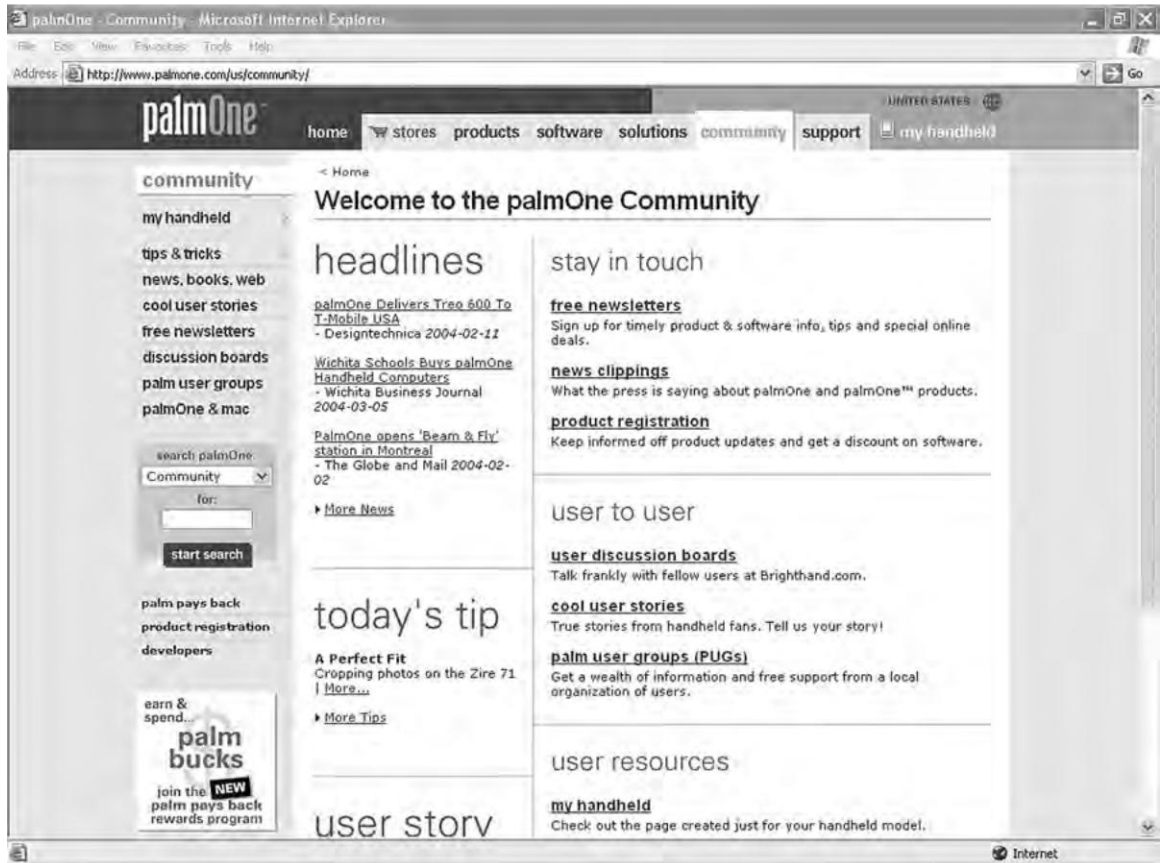 palmOne - Community - Microsoft Internet Explorer
File Edit View Favorites Tools Help
Address http://www.palmone.com/us/community/
Go
palmOne
UNITED STATES
home stores products software solutions community support my handheld
community
my handheld
tips & tricks
news, books, web
cool user stories
free newsletters
discussion boards
palm user groups
palmOne & mac
search palmOne
Community
for:
start search
palm pays back
product registration
developers
earn &
spend...
palm
bucks
join the NEW
palm pays back
rewards program
< Home
Welcome to the palmOne Community
headlines
palmOne Delivers Treo 600 To
T-Mobile USA
- Designtechnica 2004-02-11
Wichita Schools Buys palmOne
Handheld Computers
- Wichita Business Journal
2004-03-05
PalmOne opens 'Beam & Fly'
station in Montreal
- The Globe and Mail 2004-02-
02
More News
today's tip
A Perfect Fit
Cropping photos on the Zire 71
| More...
More Tips
user story
stay in touch
free newsletters
Sign up for timely product & software info, tips and special online
deals.
news clippings
What the press is saying about palmOne and palmOne™ products.
product registration
Keep informed off product updates and get a discount on software.
user to user
user discussion boards
Talk frankly with fellow users at Brighthand.com.
cool user stories
True stories from handheld fans. Tell us your story!
palm user groups (PUGs)
Get a wealth of information and free support from a local
organization of users.
user resources
my handheld
Check out the page created just for your handheld model.
Internet